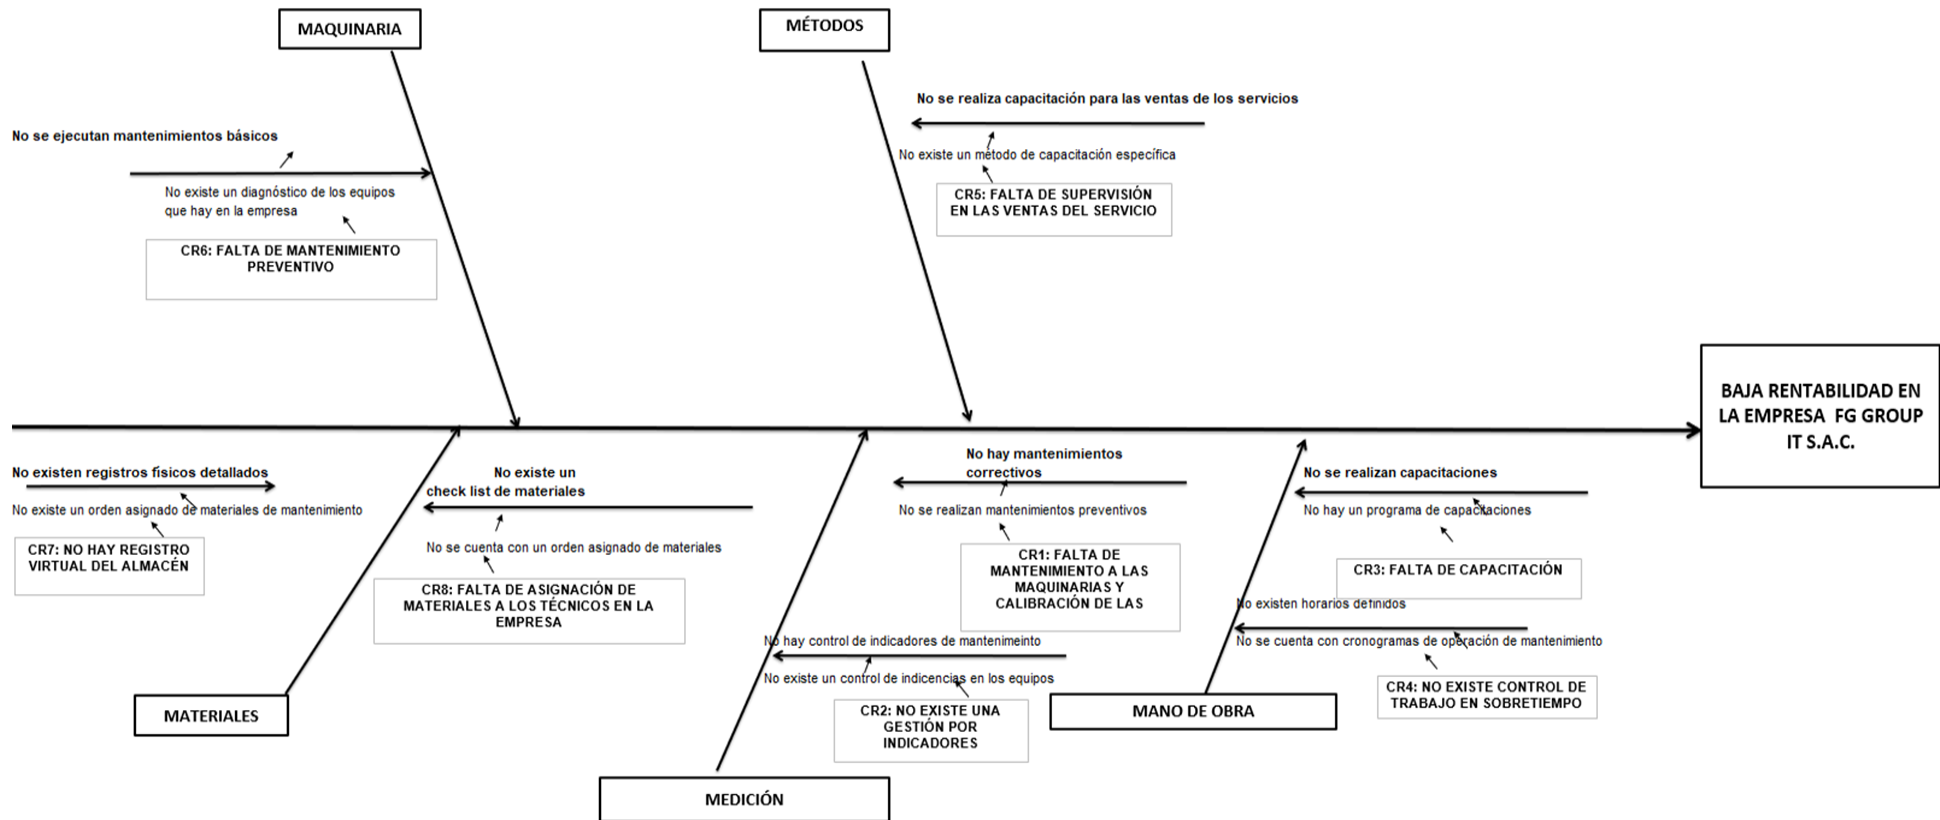 MAQUINARIA
MÉTODOS
No se realiza capacitación para las ventas de los servicios
No se ejecutan mantenimientos básicos
No existe un método de capacitación específica
No existe un diagnóstico de los equipos
que hay en la empresa
CR5: FALTA DE SUPERVISIÓN
EN LAS VENTAS DEL SERVICIO
CR6: FALTA DE MANTENIMIENTO
PREVENTIVO
BAJA RENTABILIDAD EN
LA EMPRESA FG GROUP
IT S.A.C.
No existen registros físicos detallados
No existe un orden asignado de materiales de mantenimiento
CR7: NO HAY REGISTRO
VIRTUAL DEL ALMACÉN
No existe un
check list de materiales
No se cuenta con un orden asignado de materiales
CR8: FALTA DE ASIGNACIÓN DE
MATERIALES A LOS TÉCNICOS EN LA
EMPRESA
No hay mantenimientos
correctivos
No se realizan mantenimientos preventivos
CR1: FALTA DE
MANTENIMIENTO A LAS
MAQUINARIAS Y
CALIBRACIÓN DE LAS
No hay control de indicadores de mantenimeinto
No existe un control de indicencias en los equipos
CR2: NO EXISTE UNA
GESTIÓN POR
INDICADORES
No se realizan capacitaciones
No hay un programa de capacitaciones
CR3: FALTA DE CAPACITACIÓN
No existen horarios definidos
No se cuenta con cronogramas de operación de mantenimiento
CR4: NO EXISTE CONTROL DE
TRABAJO EN SOBRETIEMPO
MATERIALES
MANO DE OBRA
MEDICIÓN